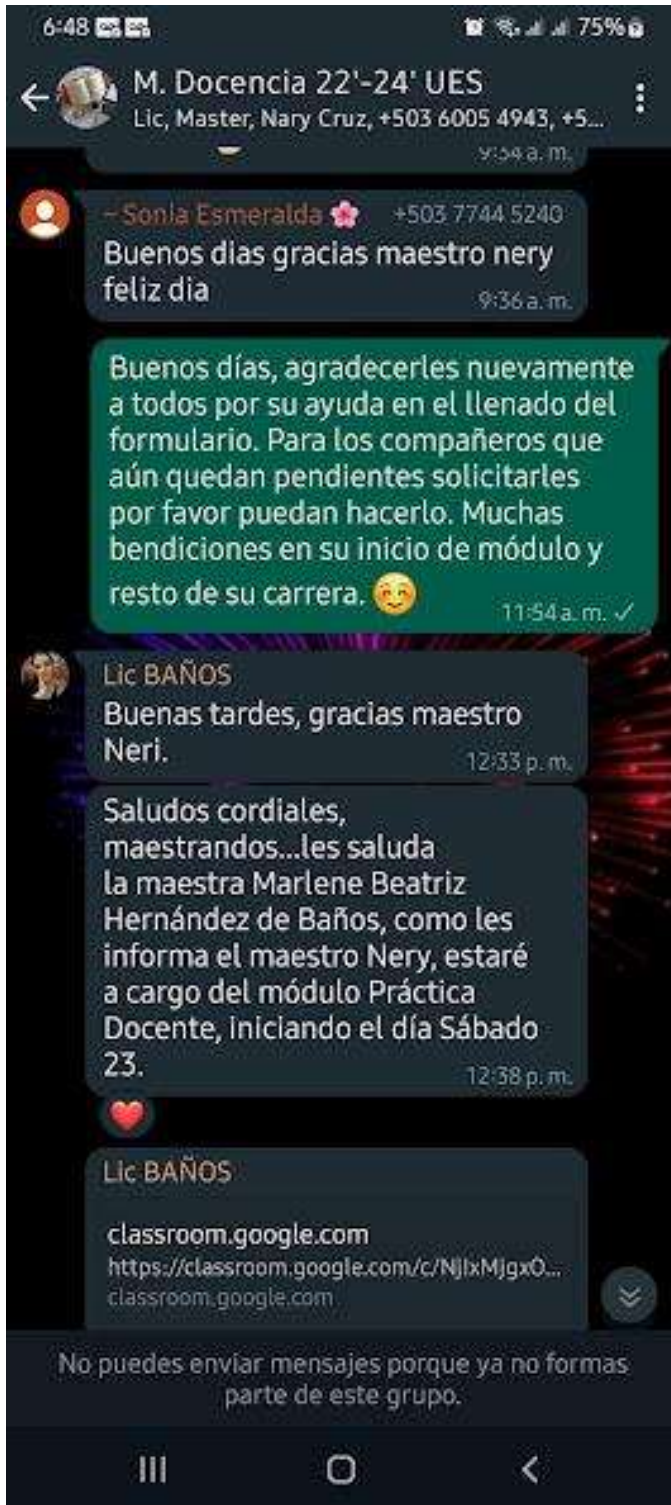 6:48
75%
M. Docencia 22'-24' UES
Lic, Master, Nary Cruz, +503 6005 4943, +5...
9:34 a. m.
~ Sonia Esmeralda 🌸 +503 7744 5240
Buenos dias gracias maestro nery
feliz dia
9:36 a. m.
Buenos días, agradecerles nuevamente
a todos por su ayuda en el llenado del
formulario. Para los compañeros que
aún quedan pendientes solicitarles
por favor puedan hacerlo. Muchas
bendiciones en su inicio de módulo y
resto de su carrera. ☺️
11:54 a. m. ✓
Lic BAÑOS
Buenas tardes, gracias maestro
Neri.
12:33 p. m.
Saludos cordiales,
maestrandos...les saluda
la maestra Marlene Beatriz
Hernández de Baños, como les
informa el maestro Nery, estaré
a cargo del módulo Práctica
Docente, iniciando el día Sábado
23.
12:38 p. m.
❤️
Lic BAÑOS
classroom.google.com
https://classroom.google.com/c/NjIxMjgxO...
classroom.google.com
No puedes enviar mensajes porque ya no formas
parte de este grupo.